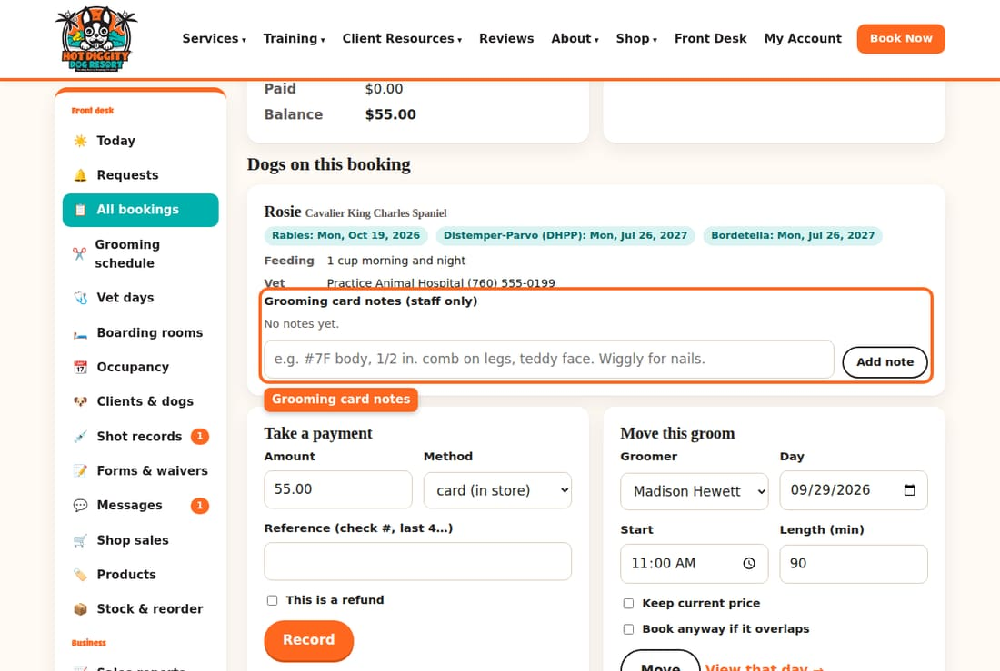 HOT DIGGITY
DOG RESORT
Services ▾ Training ▾ Client Resources ▾ Reviews About ▾ Shop ▾ Front Desk My Account Book Now
Front desk
Today
Requests
All bookings
Grooming
schedule
Vet days
Boarding rooms
Occupancy
Clients & dogs
Shot records 1
Forms & waivers
Messages 1
Shop sales
Products
Stock & reorder
Business
Sales reports
Paid $0.00
Balance $55.00
Dogs on this booking
Rosie Cavalier King Charles Spaniel
Rabies: Mon, Oct 19, 2026 Distemper-Parvo (DHPP): Mon, Jul 26, 2027 Bordetella: Mon, Jul 26, 2027
Feeding 1 cup morning and night
Vet Practice Animal Hospital (760) 555-0199
Grooming card notes (staff only)
No notes yet.
e.g. #7F body, 1/2 in. comb on legs, teddy face. Wiggly for nails. Add note
Grooming card notes
Take a payment
Amount Method
55.00 card (in store)
Reference (check #, last 4...)
This is a refund
Record
Move this groom
Groomer Day
Madison Hewett 09/29/2026
Start Length (min)
11:00 AM 90
Keep current price
Book anyway if it overlaps
Move View that day →